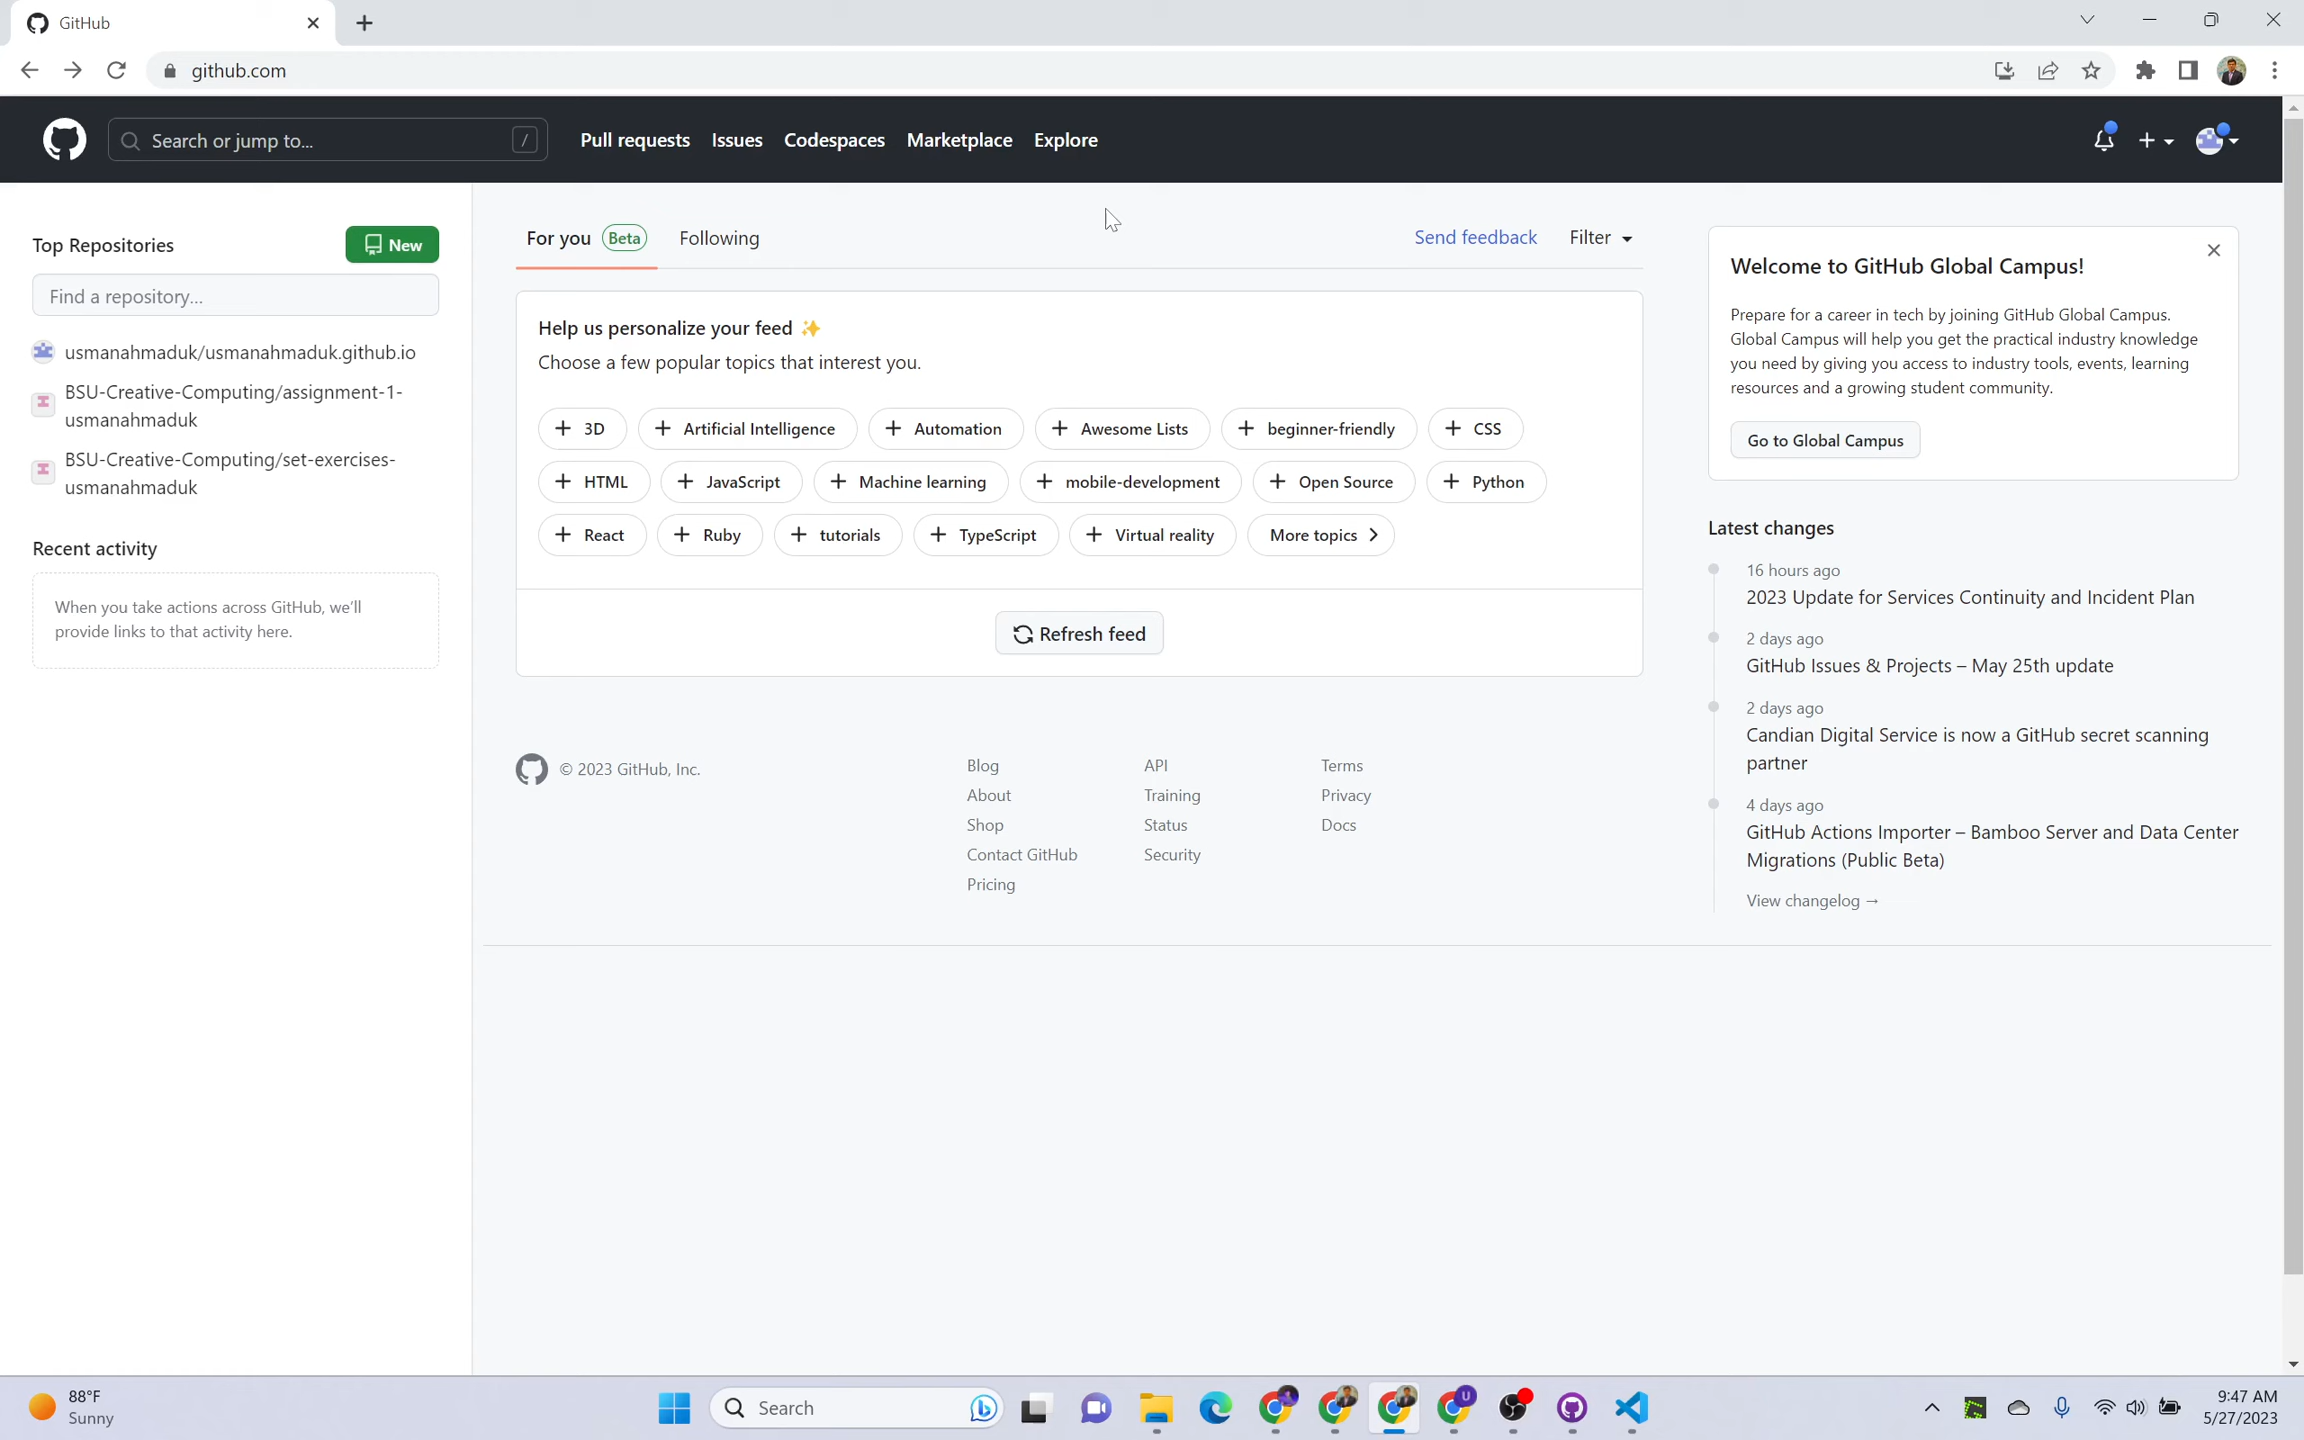 GitHub
github.com
Search or jump to...
/
Pull requests
Issues
Codespaces
Marketplace
Explore
Top Repositories
New
Find a repository...
usmanahmaduk/usmanahmaduk.github.io
BSU-Creative-Computing/assignment-1-
usmanahmaduk
BSU-Creative-Computing/set-exercises-
usmanahmaduk
Recent activity
When you take actions across GitHub, we'll
provide links to that activity here.
For you Beta
Following
Send feedback
Filter
Help us personalize your feed ✨
Choose a few popular topics that interest you.
+ 3D
+ Artificial Intelligence
+ Automation
+ Awesome Lists
+ beginner-friendly
+ CSS
+ HTML
+ JavaScript
+ Machine learning
+ mobile-development
+ Open Source
+ Python
+ React
+ Ruby
+ tutorials
+ TypeScript
+ Virtual reality
More topics >
Refresh feed
© 2023 GitHub, Inc.
Blog
About
Shop
Contact GitHub
Pricing
API
Training
Status
Security
Terms
Privacy
Docs
Welcome to GitHub Global Campus!
Prepare for a career in tech by joining GitHub Global Campus.
Global Campus will help you get the practical industry knowledge
you need by giving you access to industry tools, events, learning
resources and a growing student community.
Go to Global Campus
Latest changes
16 hours ago
2023 Update for Services Continuity and Incident Plan
2 days ago
GitHub Issues & Projects – May 25th update
2 days ago
Candian Digital Service is now a GitHub secret scanning
partner
4 days ago
GitHub Actions Importer – Bamboo Server and Data Center
Migrations (Public Beta)
View changelog →
88°F
Sunny
Search
U
9:47 AM
5/27/2023